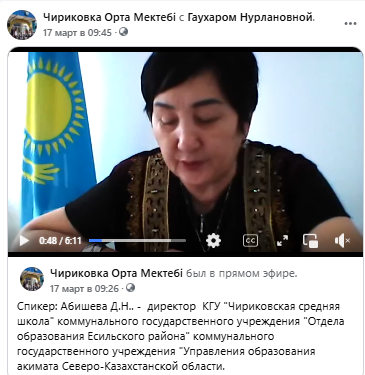 Чириковка Орта Мектебі с Гаухаром Нурлановной.
17 март в 09:45 ·
0:48 / 6:11
CC
Чириковка Орта Мектебі был в прямом эфире.
17 март в 09:26 ·
Спикер: Абишева Д.Н.. - директор КГУ "Чириковская средняя
школа" коммунального государственного учреждения "Отдела
образования Есильского района" коммунального
государственного учреждения "Управления образования
акимата Северо-Казахстанской области.